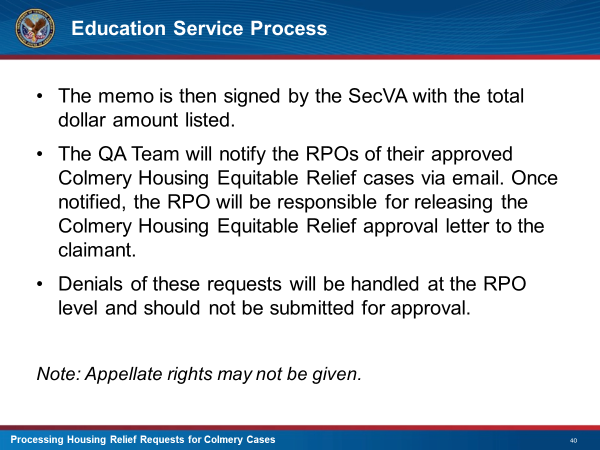 Education Service Process
• The memo is then signed by the SecVA with the total
dollar amount listed.
• The QA Team will notify the RPOs of their approved
Colmery Housing Equitable Relief cases via email. Once
notified, the RPO will be responsible for releasing the
Colmery Housing Equitable Relief approval letter to the
claimant.
• Denials of these requests will be handled at the RPO
level and should not be submitted for approval.
Note: Appellate rights may not be given.
Processing Housing Relief Requests for Colmery Cases
40